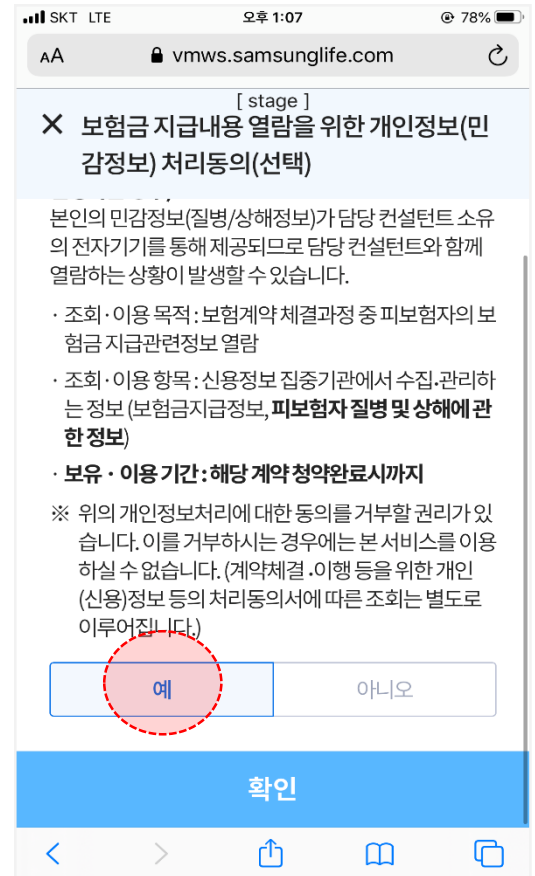 SKT LTE 오후 1:07 78%
AA vmws.samsunglife.com
[ stage ]
✕ 보험금 지급내용 열람을 위한 개인정보(민
감정보) 처리동의(선택)
본인의 민감정보(질병/상해정보)가 담당 컨설턴트 소유
의 전자기기를 통해 제공되므로 담당 컨설턴트와 함께
열람하는 상황이 발생할 수 있습니다.
· 조회·이용 목적 : 보험계약 체결과정 중 피보험자의 보
험금 지급관련정보 열람
· 조회·이용 항목 : 신용정보 집중기관에서 수집•관리하
는 정보 (보험금지급정보, 피보험자 질병 및 상해에 관
한 정보)
· 보유 · 이용 기간 : 해당 계약 청약완료시까지
※ 위의 개인정보처리에 대한 동의를 거부할 권리가 있
습니다. 이를 거부하시는 경우에는 본 서비스를 이용
하실 수 없습니다. (계약체결 •이행 등을 위한 개인
(신용)정보 등의 처리동의서에 따른 조회는 별도로
이루어집니다.)
예 아니오
확인